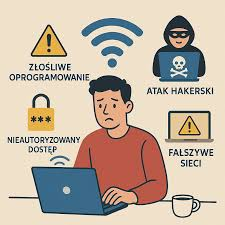 ZŁOŚLIWE
OPROGRAMOWANIE
ATAK HAKERSKI
NIEAUTORYZOWANY
DOSTĘP
***
FAŁSZYWE
SIECI